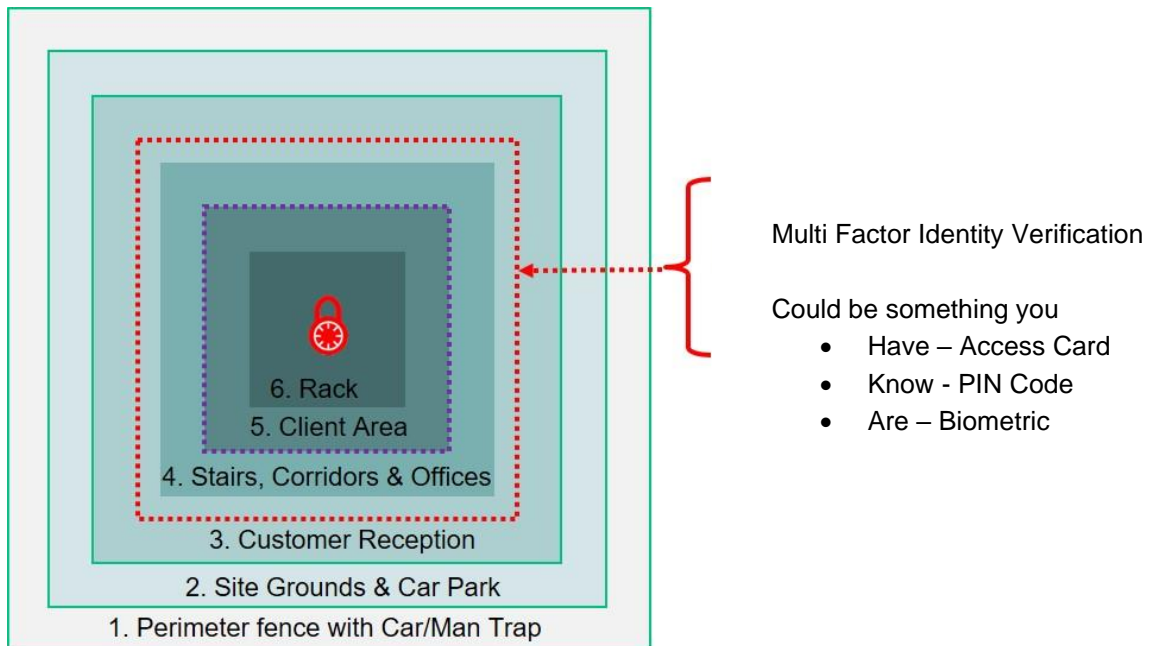 Multi Factor Identity Verification
Could be something you
• Have – Access Card
• Know - PIN Code
• Are – Biometric
6. Rack
5. Client Area
4. Stairs, Corridors & Offices
3. Customer Reception
2. Site Grounds & Car Park
1. Perimeter fence with Car/Man Trap